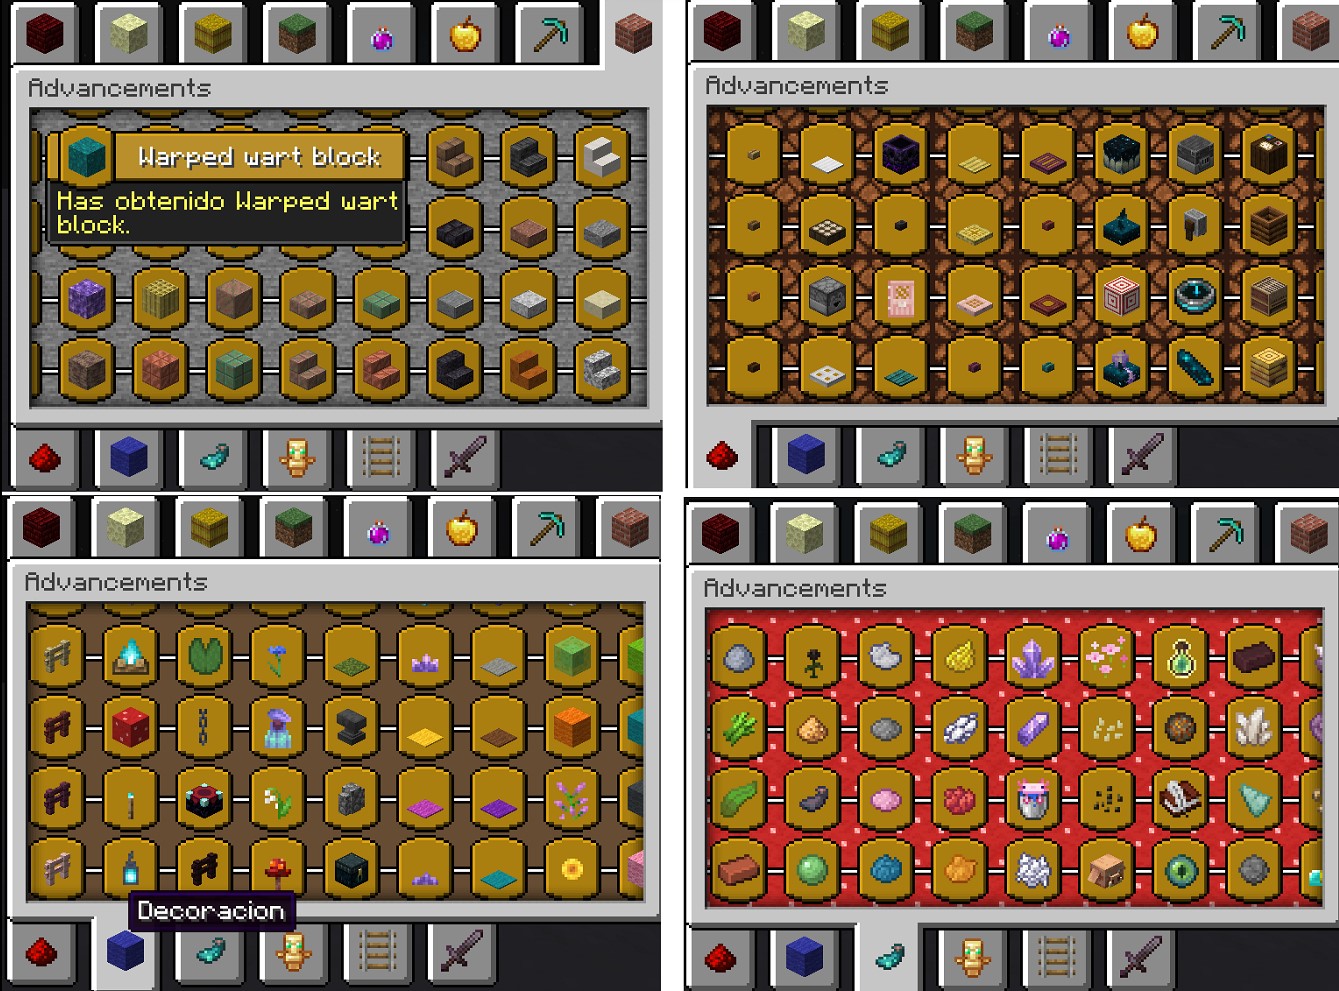 Advancements
Warped wart block
Has obtenido Warped wart
block.
Advancements
Advancements
Decoracion
Advancements